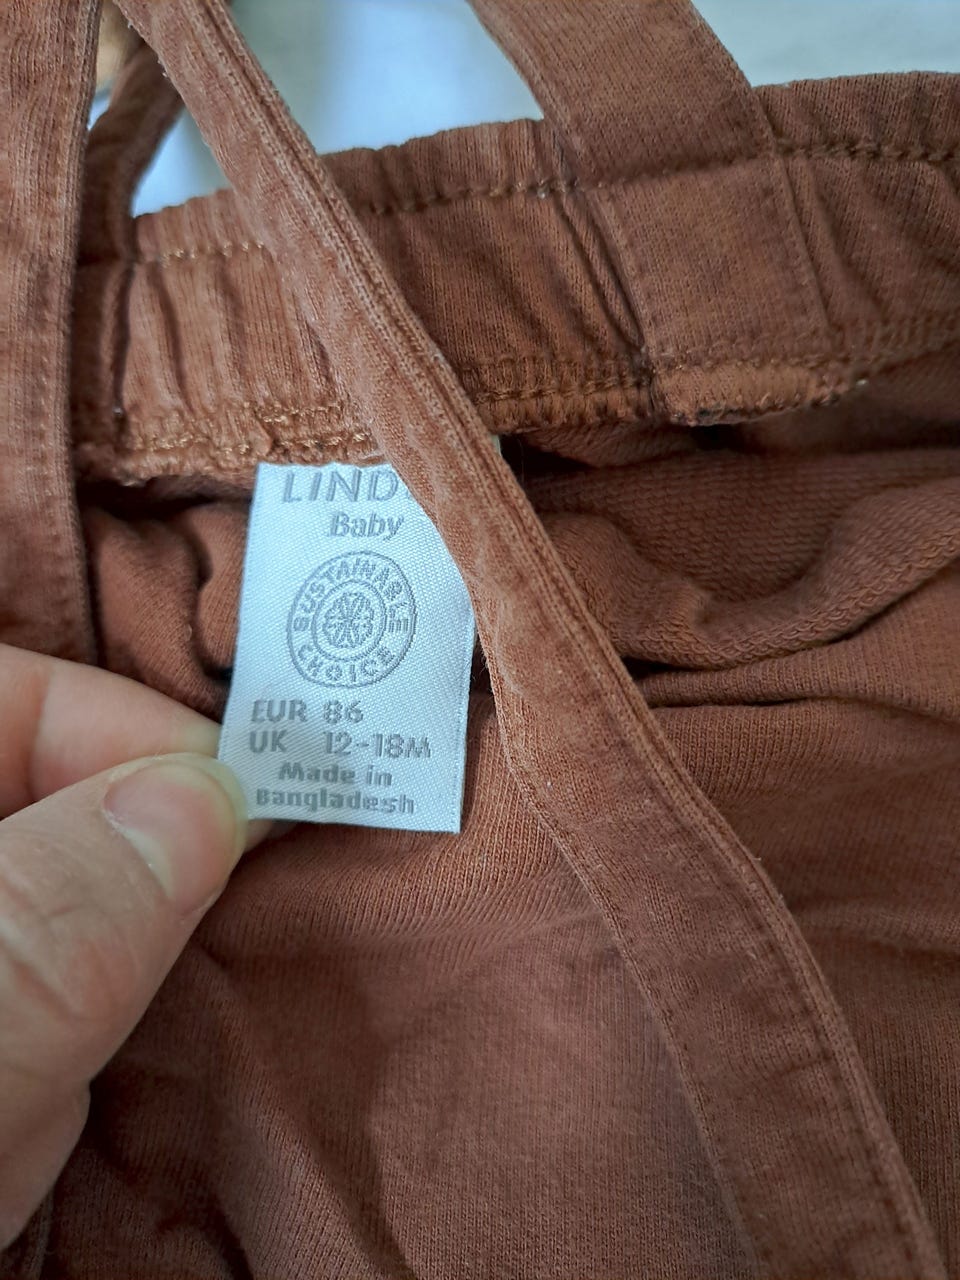 LIND
Baby
SUSTAINABLE
CHOICE
EUR 86
UK 12-18M
Made in
Bangladesh